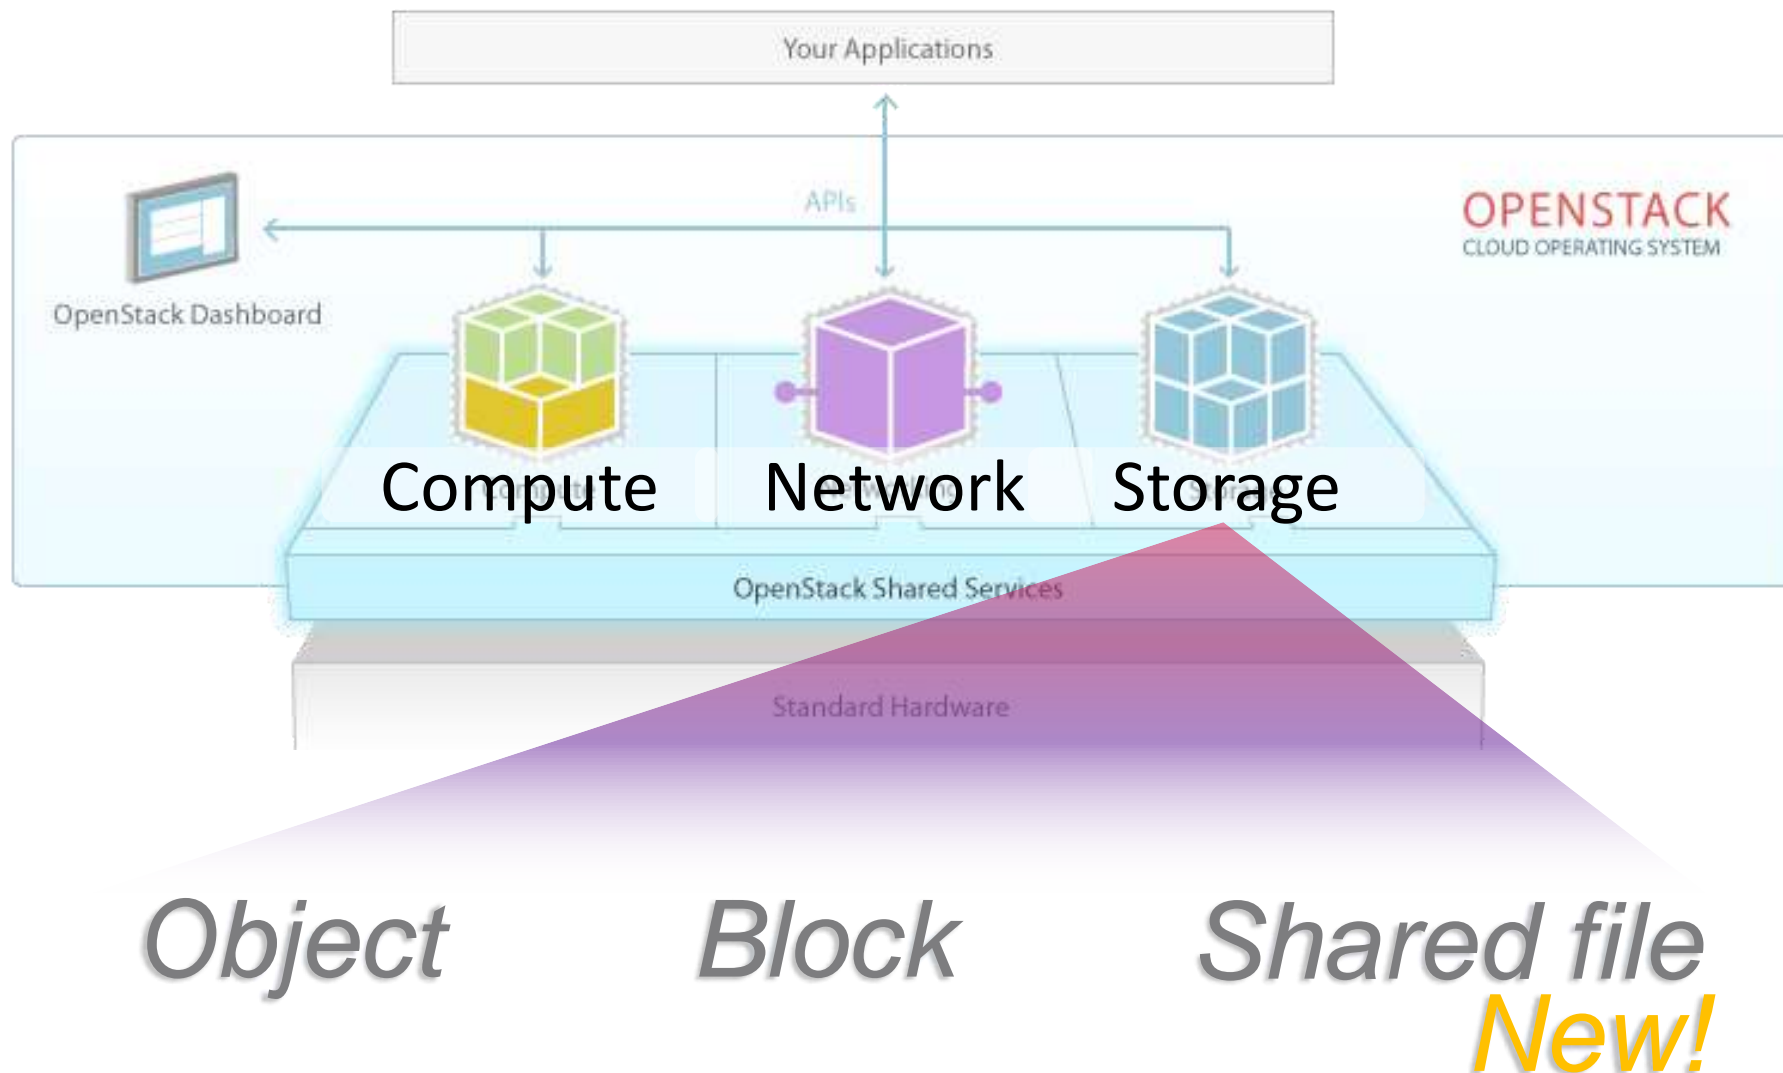 Your Applications
APIs
OPENSTACK
CLOUD OPERATING SYSTEM
OpenStack Dashboard
Compute
Network
Storage
OpenStack Shared Services
Standard Hardware
Object
Block
Shared file
New!